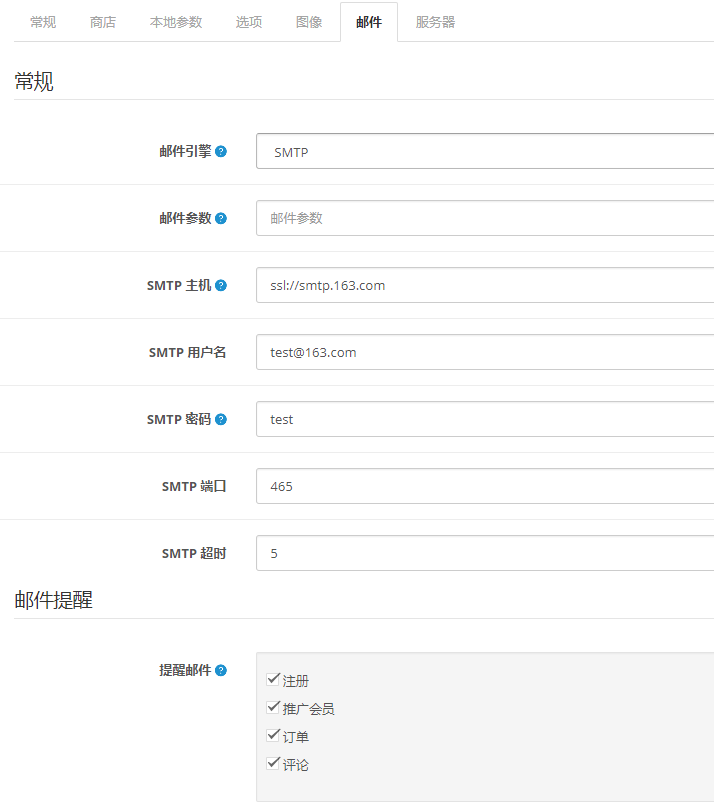 常规 商店 本地参数 选项 图像 邮件 服务器
常规
邮件引擎 ? SMTP
邮件参数 ? 邮件参数
SMTP 主机 ? ssl://smtp.163.com
SMTP 用户名 test@163.com
SMTP 密码 ? test
SMTP 端口 465
SMTP 超时 5
邮件提醒
提醒邮件 ?
注册
推广会员
订单
评论